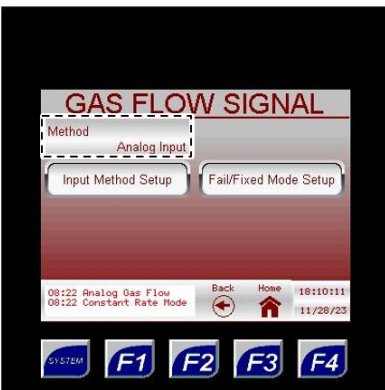 GAS FLOW SIGNAL
Method
Analog Input
Input Method Setup
Fail/Fixed Mode Setup
08:22 Analog Gas Flow
08:22 Constant Rate Mode
Back
Home
18:10:11
11/28/23
SYSTEM
F1
F2
F3
F4